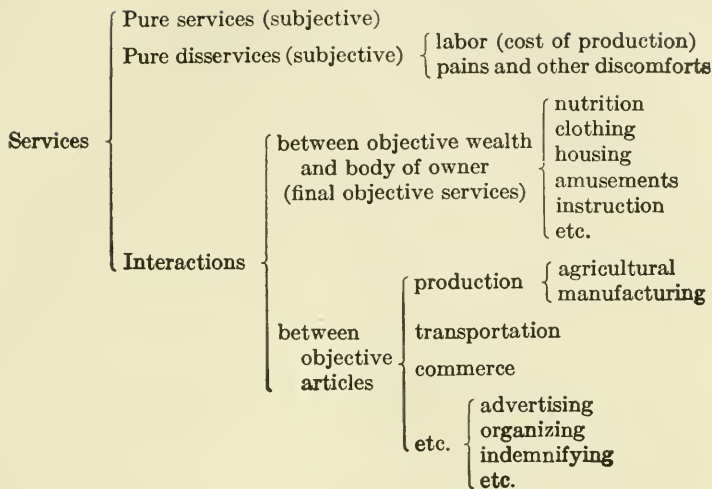 Pure services (subjective)
Pure disservices (subjective) labor (cost of production)
pains and other discomforts
Services
between objective wealth
and body of owner
(final objective services)
nutrition
clothing
housing
amusements
instruction
etc.
Interactions
between
objective
articles
production agricultural
manufacturing
transportation
commerce
etc. advertising
organizing
indemnifying
etc.